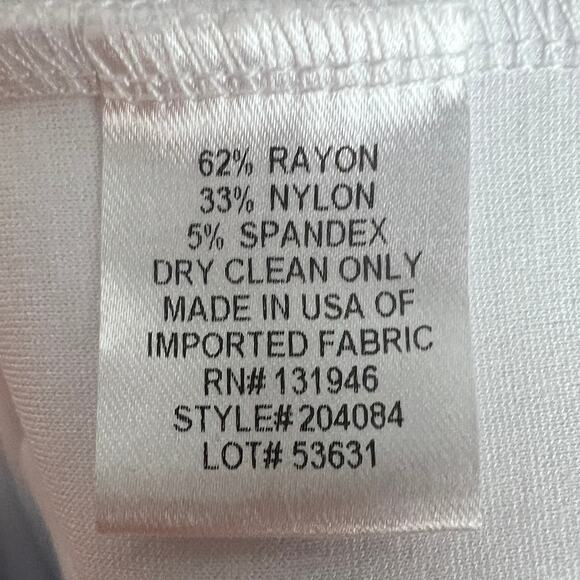 62% RAYON
33% NYLON
5% SPANDEX
DRY CLEAN ONLY
MADE IN USA OF
IMPORTED FABRIC
RN# 131946
STYLE# 204084
LOT# 53631